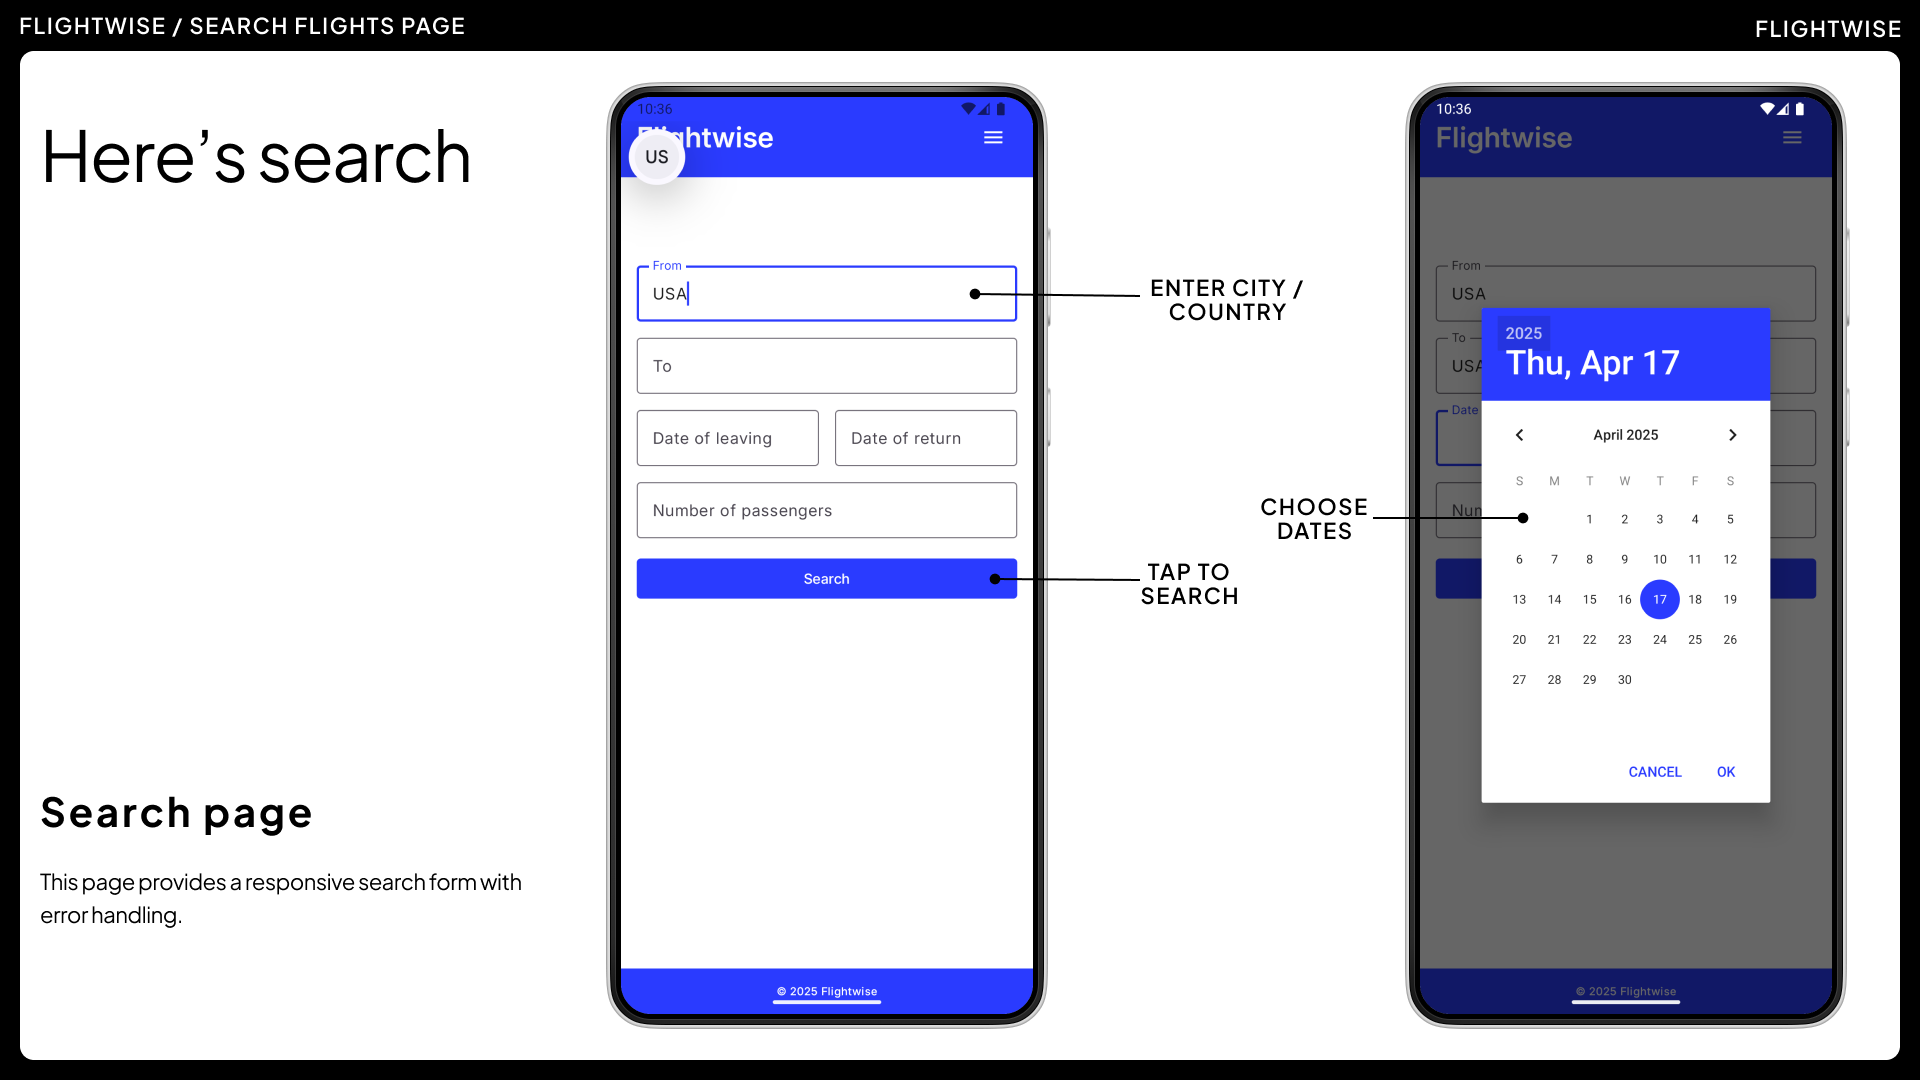 FLIGHTWISE / SEARCH FLIGHTS PAGE
FLIGHTWISE
Here’s search
Search page
This page provides a responsive search form with
error handling.
10:36
Flightwise
US
From
USA
To
Date of leaving
Date of return
Number of passengers
Search
© 2025 Flightwise
ENTER CITY /
COUNTRY
TAP TO
SEARCH
CHOOSE
DATES
10:36
Flightwise
From
USA
To
USA
Date
Num
2025
Thu, Apr 17
April 2025
S M T W T F S
1 2 3 4 5
6 7 8 9 10 11 12
13 14 15 16 17 18 19
20 21 22 23 24 25 26
27 28 29 30
CANCEL OK
© 2025 Flightwise